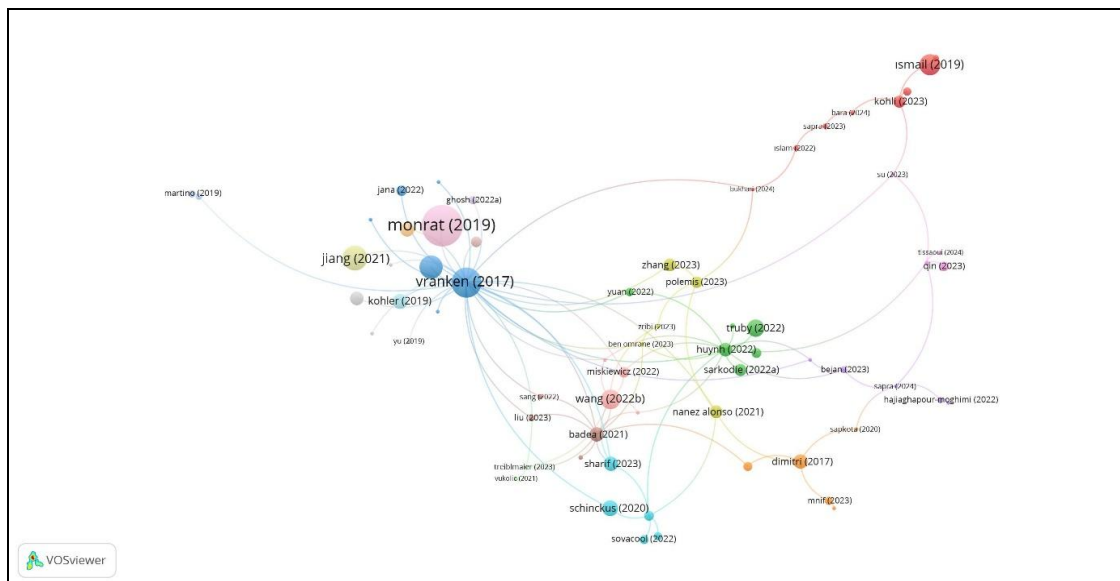 ısmail (2019)
kohli (2023)
bara (2024)
sapra (2023)
ıslam (2022)
su (2023)
martino (2019)
jana (2022)
bukhari (2024)
ghosh (2022a)
monrat (2019)
tissaoui (2024)
jiang (2021)
zhang (2023)
qin (2023)
vranken (2017)
polemis (2023)
yuan (2022)
kohler (2019)
zribi (2023)
truby (2022)
yu (2019)
ben omrane (2023)
huynh (2022)
miskiewicz (2022)
sarkodie (2022a)
bejan (2023)
sapra (2024)
sang (2022)
wang (2022b)
hajiaghapour-moghimi (2022)
liu (2023)
nanez alonso (2021)
badea (2021)
sapkota (2020)
treiblmaier (2023)
sharif (2023)
dimitri (2017)
vukolic (2021)
mnif (2023)
schinckus (2020)
sovacool (2022)
VOSviewer